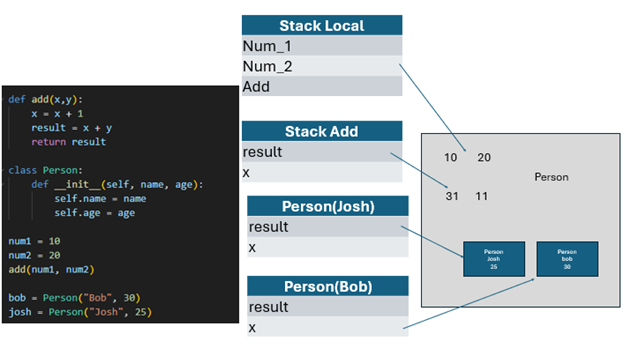 def add(x,y):
x = x + 1
result = x + y
return result
class Person:
def __init__(self, name, age):
self.name = name
self.age = age
num1 = 10
num2 = 20
add(num1, num2)
bob = Person("Bob", 30)
josh = Person("Josh", 25)
Stack Local
Num_1
Num_2
Add
Stack Add
result
x
Person(Josh)
result
x
Person(Bob)
result
x
10 20
Person
31 11
Person
Josh
25
Person
bob
30